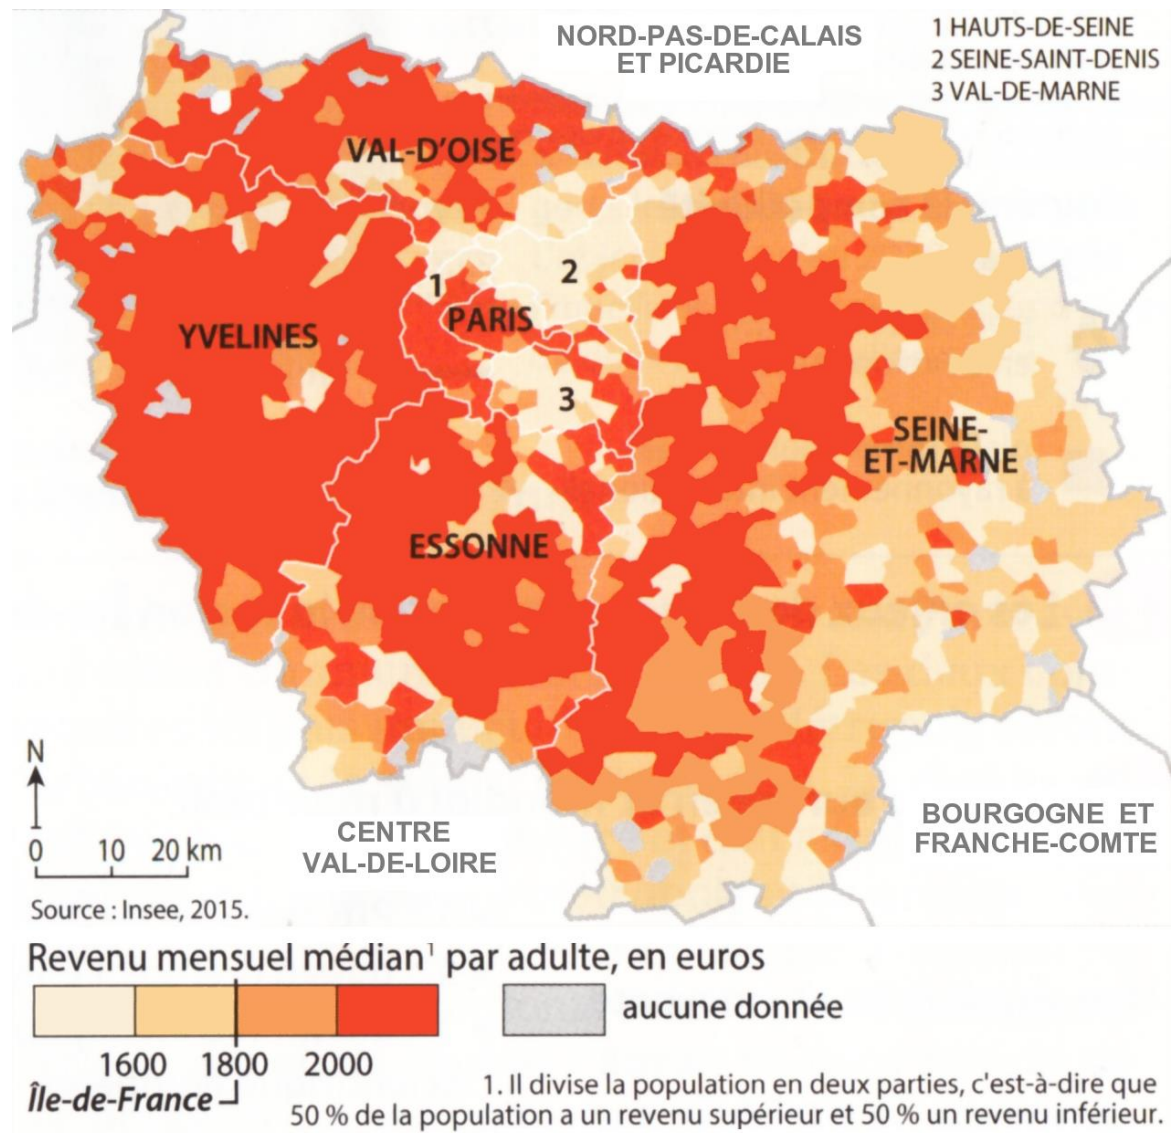 NORD-PAS-DE-CALAIS
ET PICARDIE
1 HAUTS-DE-SEINE
2 SEINE-SAINT-DENIS
3 VAL-DE-MARNE
VAL-D'OISE
1
2
PARIS
YVELINES
3
SEINE-
ET-MARNE
ESSONNE
N
0 10 20 km
CENTRE
VAL-DE-LOIRE
BOURGOGNE ET
FRANCHE-COMTE
Source : Insee, 2015.
Revenu mensuel médian¹ par adulte, en euros
aucune donnée
1600 1800 2000
Île-de-France
1. Il divise la population en deux parties, c'est-à-dire que
50 % de la population a un revenu supérieur et 50 % un revenu inférieur.